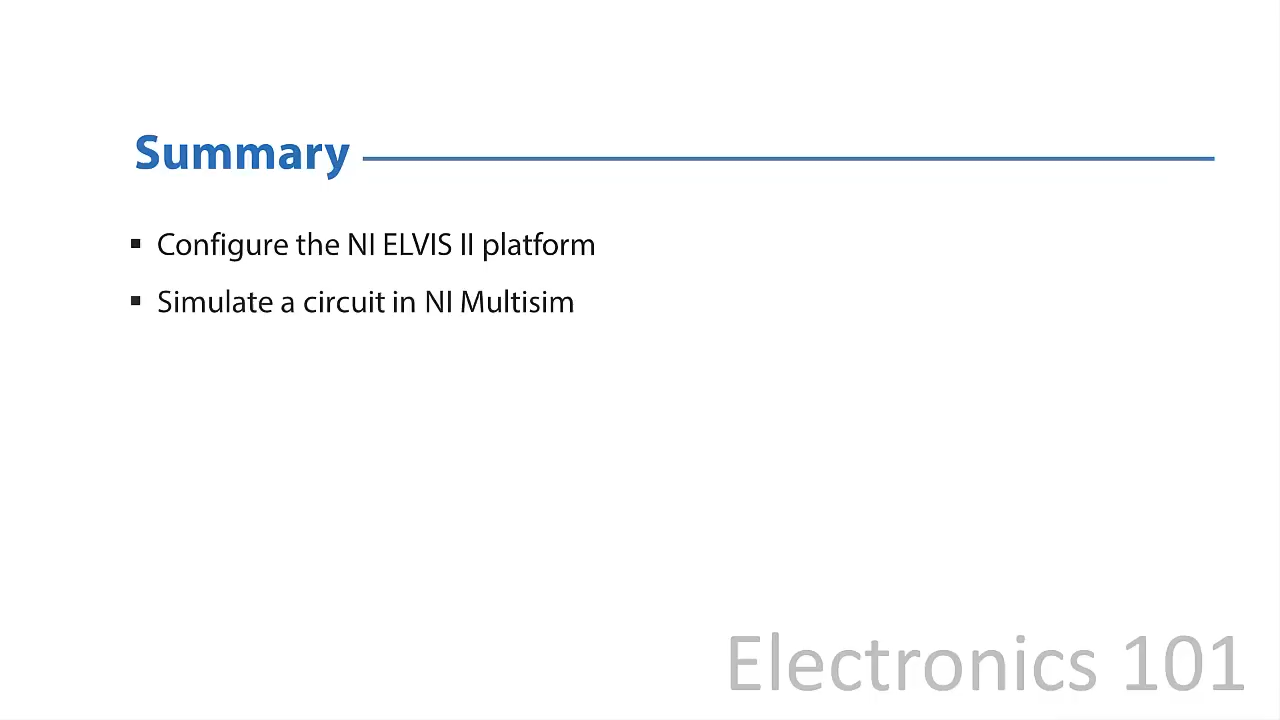 Summary
▪ Configure the NI ELVIS II platform
▪ Simulate a circuit in NI Multisim
Electronics 101